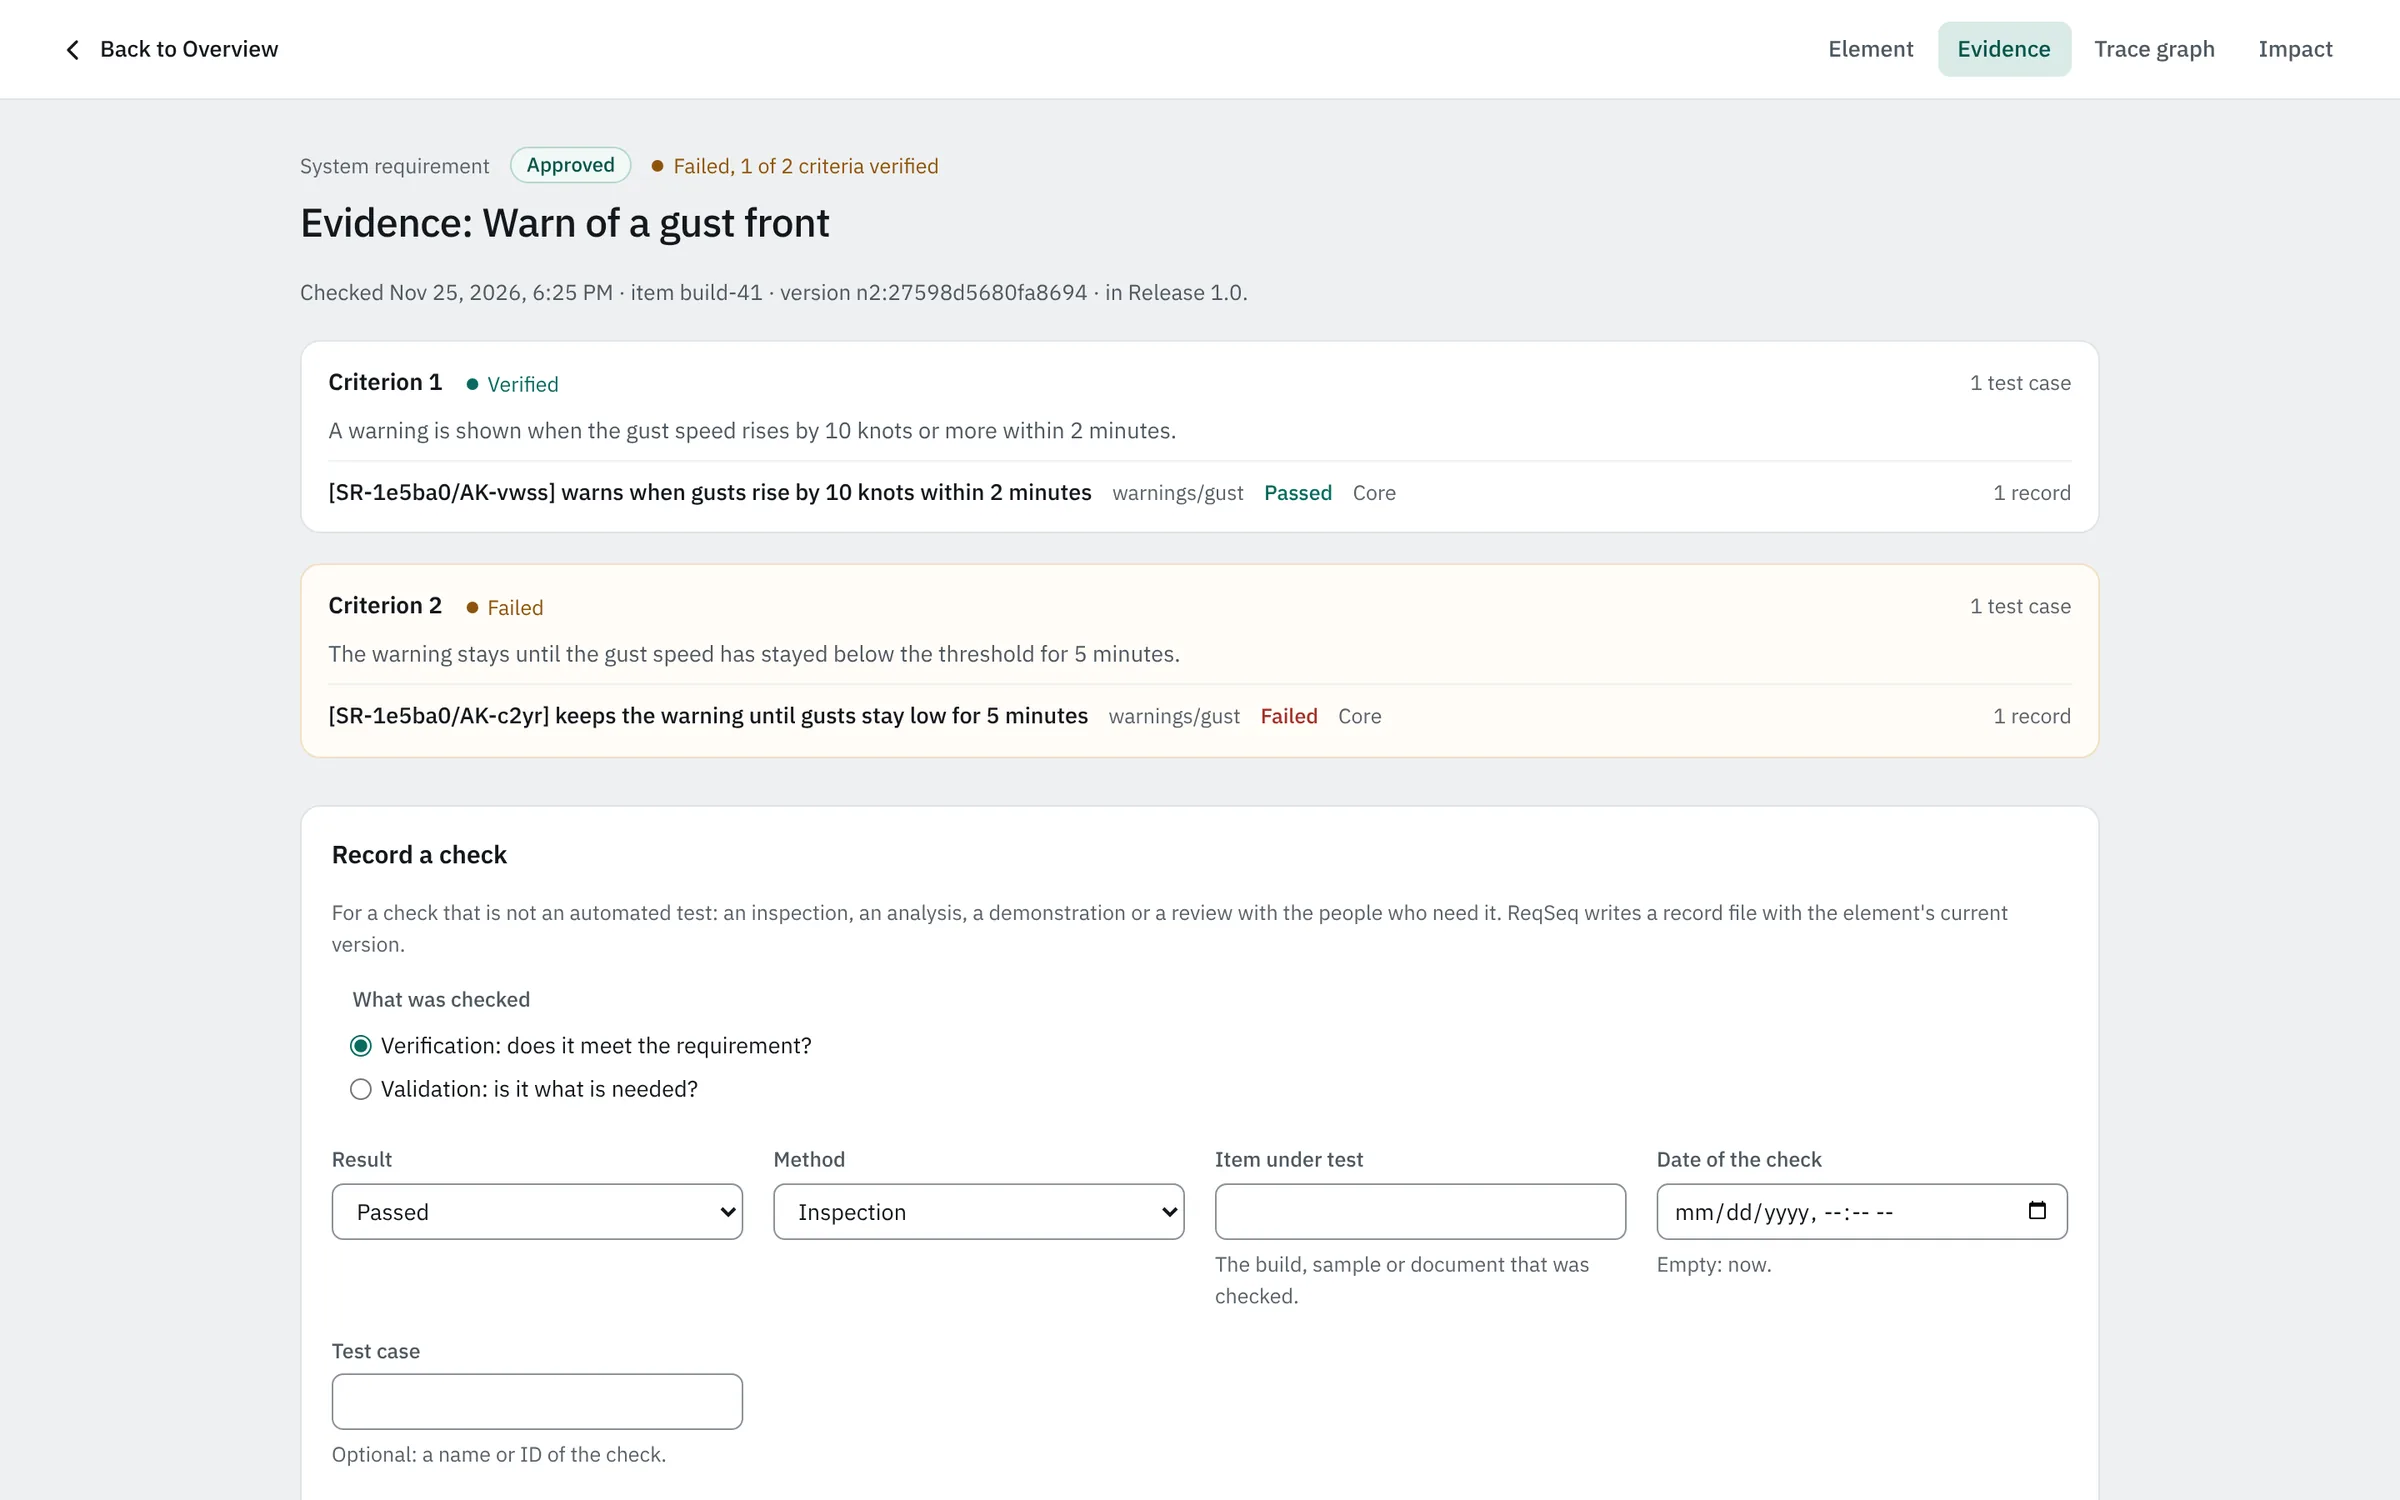 Back to Overview
Element
Evidence
Trace graph
Impact
System requirement
Approved
Failed, 1 of 2 criteria verified
Evidence: Warn of a gust front
Checked Nov 25, 2026, 6:25 PM · item build-41 · version n2:27598d5680fa8694 · in Release 1.0.
Criterion 1
Verified
1 test case
A warning is shown when the gust speed rises by 10 knots or more within 2 minutes.
[SR-1e5ba0/AK-vwss] warns when gusts rise by 10 knots within 2 minutes
warnings/gust
Passed
Core
1 record
Criterion 2
Failed
1 test case
The warning stays until the gust speed has stayed below the threshold for 5 minutes.
[SR-1e5ba0/AK-c2yr] keeps the warning until gusts stay low for 5 minutes
warnings/gust
Failed
Core
1 record
Record a check
For a check that is not an automated test: an inspection, an analysis, a demonstration or a review with the people who need it. ReqSeq writes a record file with the element's current
version.
What was checked
Verification: does it meet the requirement?
Validation: is it what is needed?
Result
Method
Item under test
Date of the check
Passed
Inspection
mm/dd/yyyy, --:-- --
The build, sample or document that was
checked.
Empty: now.
Test case
Optional: a name or ID of the check.